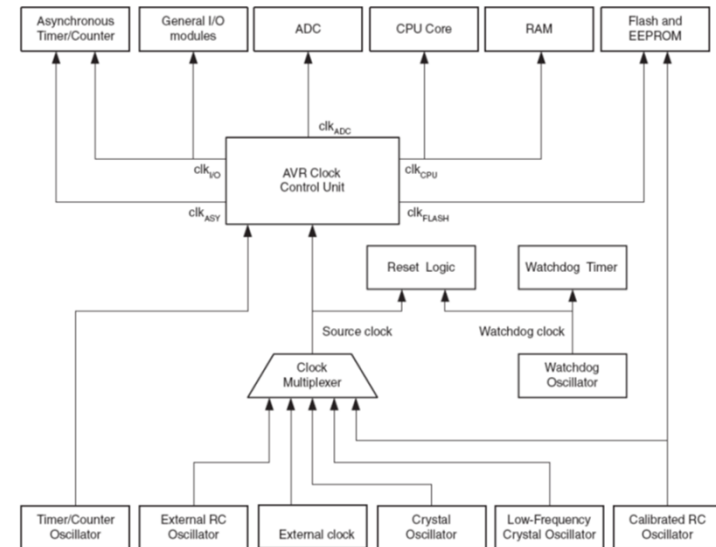 Asynchronous
Timer/Counter
General I/O
modules
ADC
CPU Core
RAM
Flash and
EEPROM
clkADC
clkI/O
AVR Clock
Control Unit
clkCPU
clkASY
clkFLASH
Reset Logic
Watchdog Timer
Source clock
Watchdog clock
Clock
Multiplexer
Watchdog
Oscillator
Timer/Counter
Oscillator
External RC
Oscillator
External clock
Crystal
Oscillator
Low-Frequency
Crystal Oscillator
Calibrated RC
Oscillator